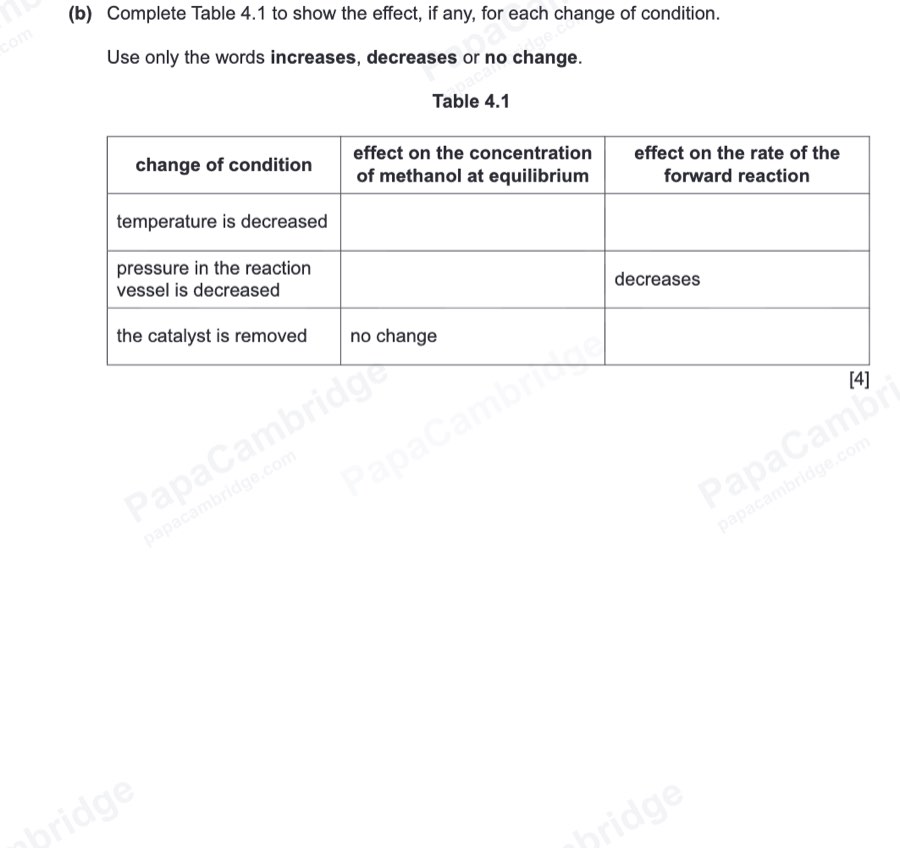 (b) Complete Table 4.1 to show the effect, if any, for each change of condition.
Use only the words increases, decreases or no change.
Table 4.1
change of condition
effect on the concentration
of methanol at equilibrium
effect on the rate of the
forward reaction
temperature is decreased
pressure in the reaction
vessel is decreased
decreases
the catalyst is removed
no change
[4]
PapaCambridge
papacambridge.com
PapaCambridge
PapaCambri
papacambridge.com
bridge
bridge